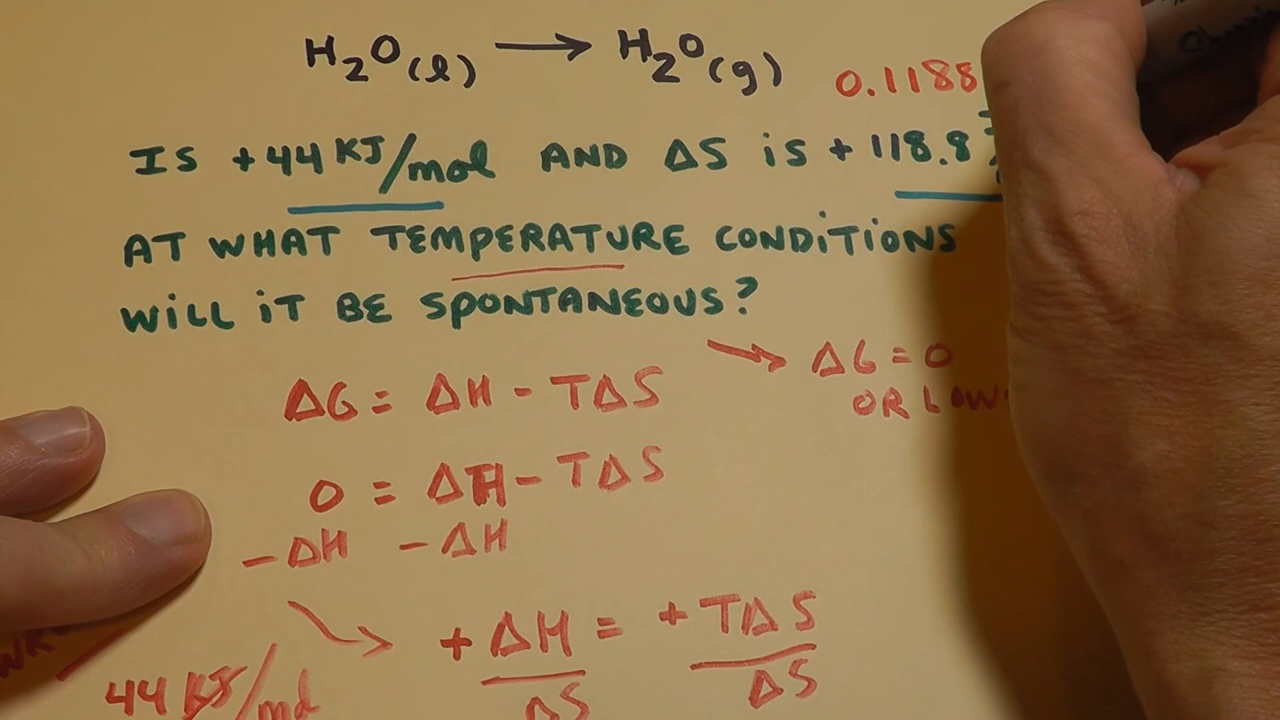 H₂O(l) → H₂O(g)
0.1188
IS +44 KJ/mol AND ΔS is + 118.8
AT WHAT TEMPERATURE CONDITIONS
WILL iT BE SPONTANEOUS?
→ ΔG = 0
OR LOW
ΔG = ΔH - TΔS
0 = ΔH - TΔS
-ΔH -ΔH
→ +ΔH = +TΔS
ΔS ΔS
44 KJ/mol